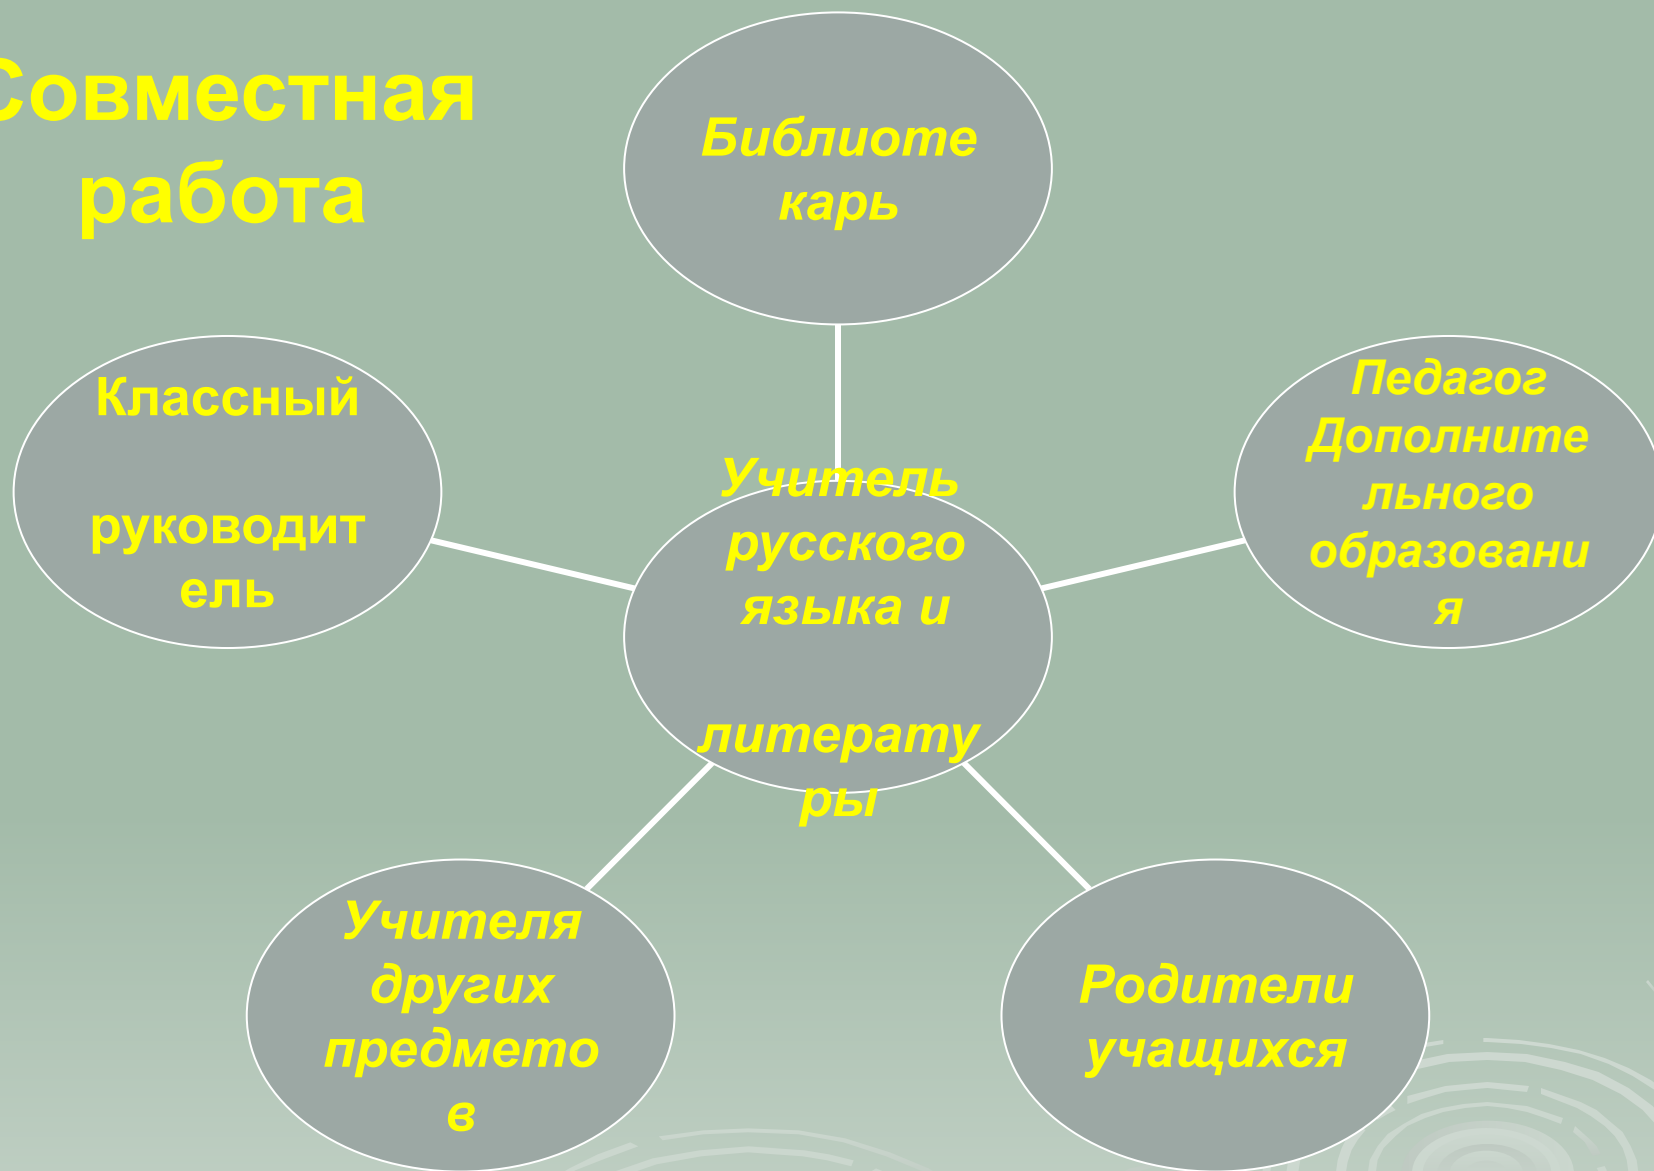 Совместная
работа
Библиоте
карь
Классный
руководит
ель
Педагог
Дополните
льного
образовани
я
Учитель
русского
языка и
литерату
ры
Учителя
других
предмето
в
Родители
учащихся